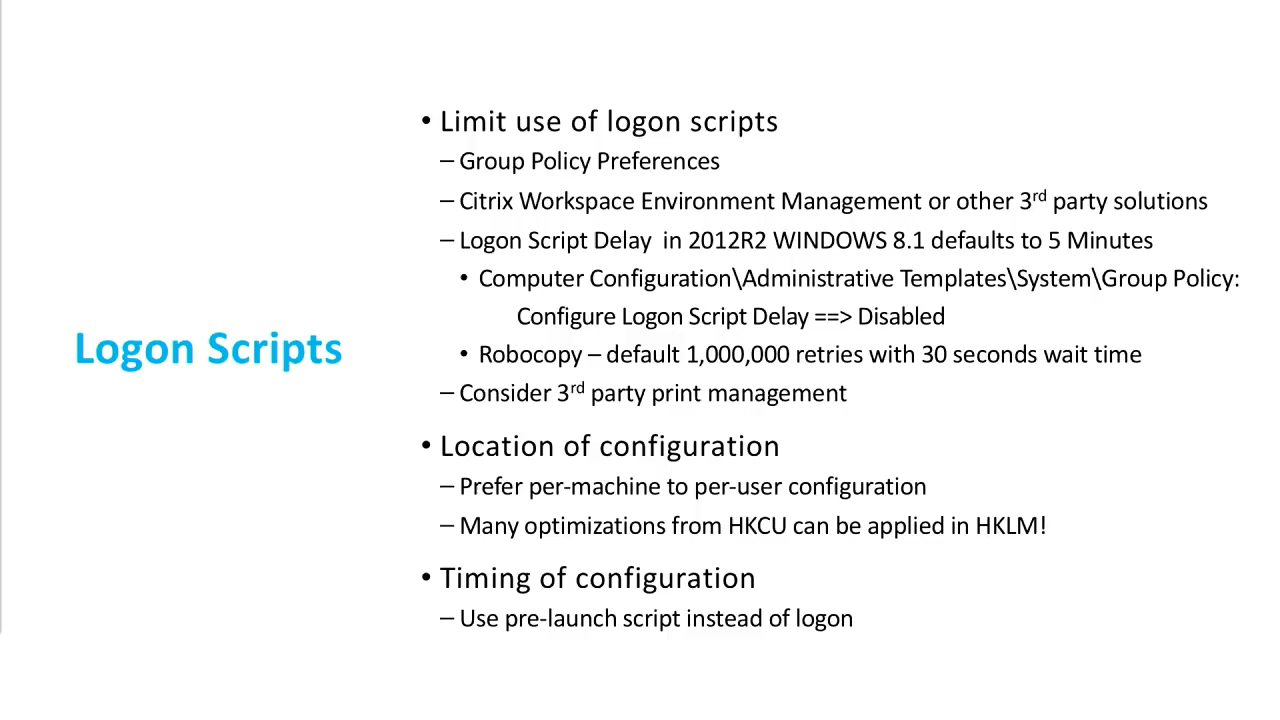 Logon Scripts
• Limit use of logon scripts
– Group Policy Preferences
– Citrix Workspace Environment Management or other 3rd party solutions
– Logon Script Delay  in 2012R2 WINDOWS 8.1 defaults to 5 Minutes
• Computer Configuration\Administrative Templates\System\Group Policy:
Configure Logon Script Delay ==> Disabled
• Robocopy – default 1,000,000 retries with 30 seconds wait time
– Consider 3rd party print management
• Location of configuration
– Prefer per-machine to per-user configuration
– Many optimizations from HKCU can be applied in HKLM!
• Timing of configuration
– Use pre-launch script instead of logon